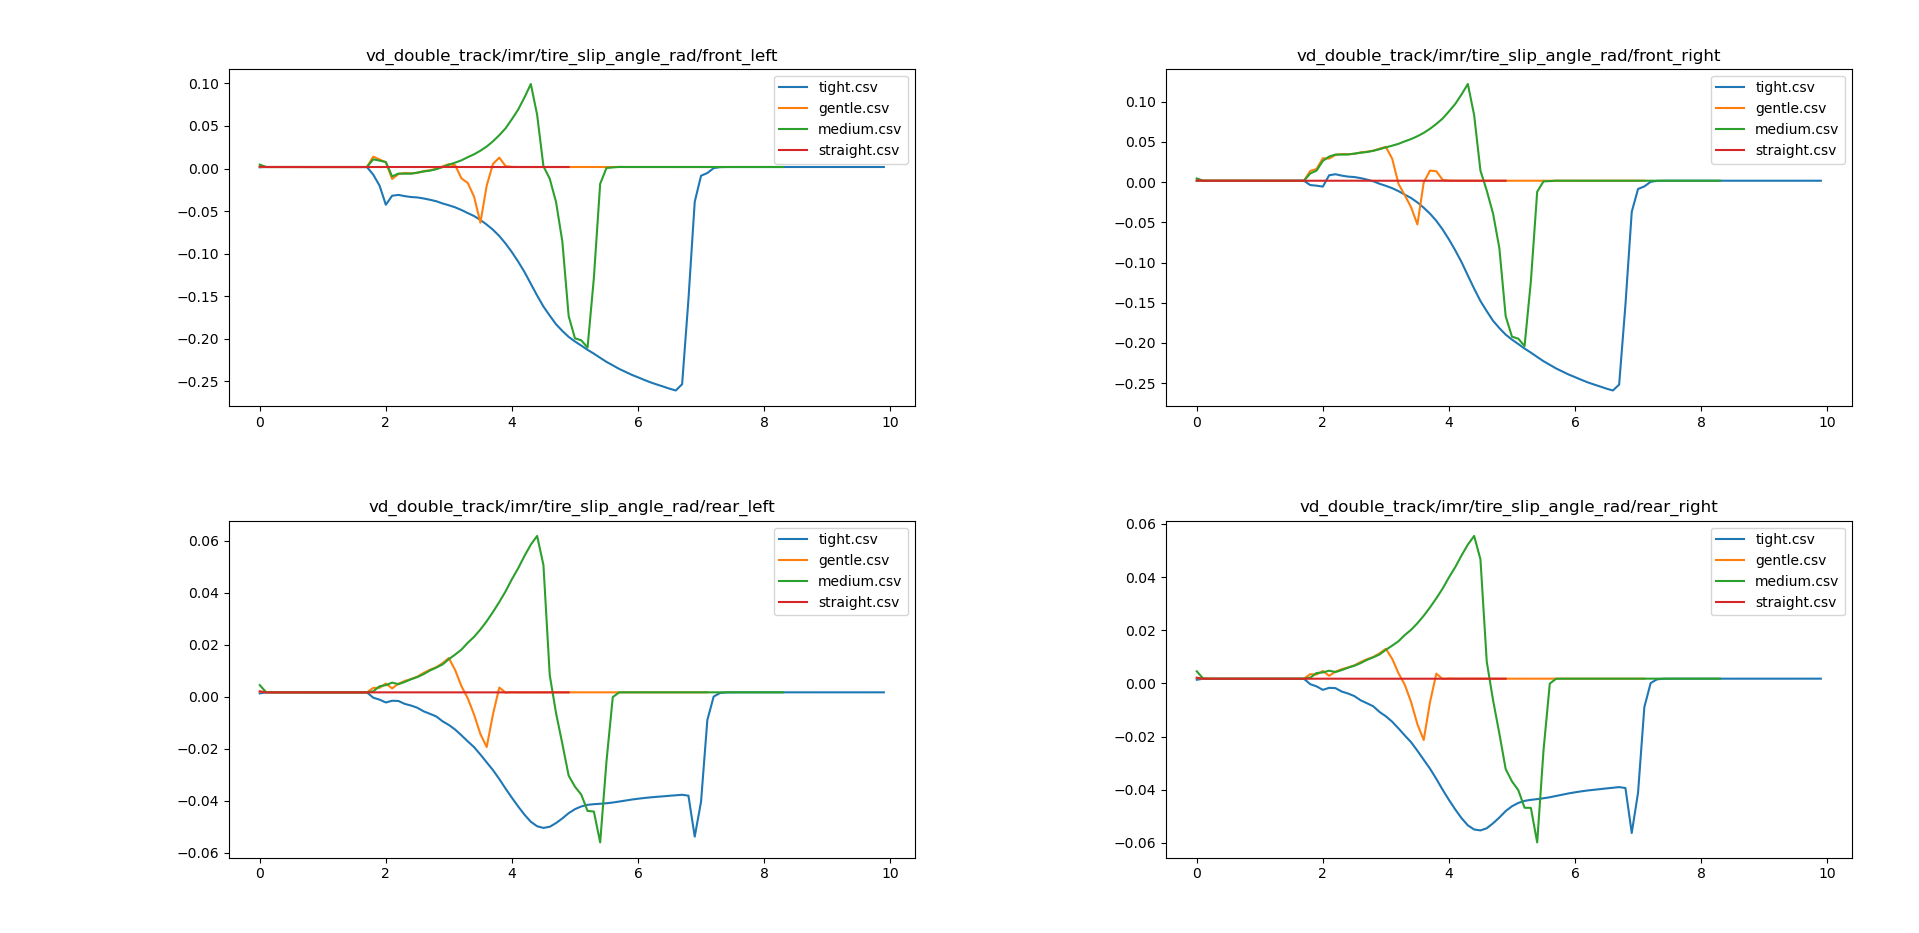 vd_double_track/imr/tire_slip_angle_rad/front_left
0.10
0.05
0.00
−0.05
−0.10
−0.15
−0.20
−0.25
0 2 4 6 8 10
tight.csv
gentle.csv
medium.csv
straight.csv
vd_double_track/imr/tire_slip_angle_rad/front_right
0.10
0.05
0.00
−0.05
−0.10
−0.15
−0.20
−0.25
0 2 4 6 8 10
tight.csv
gentle.csv
medium.csv
straight.csv
vd_double_track/imr/tire_slip_angle_rad/rear_left
0.06
0.04
0.02
0.00
−0.02
−0.04
−0.06
0 2 4 6 8 10
tight.csv
gentle.csv
medium.csv
straight.csv
vd_double_track/imr/tire_slip_angle_rad/rear_right
0.06
0.04
0.02
0.00
−0.02
−0.04
−0.06
0 2 4 6 8 10
tight.csv
gentle.csv
medium.csv
straight.csv